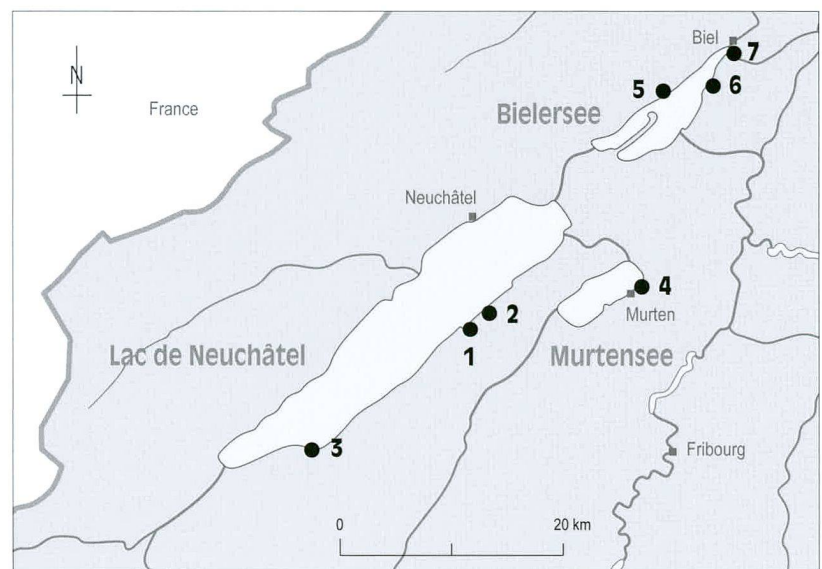 Biel
7
N
5
6
France
Bielersee
Neuchâtel
4
2
Murten
1
Lac de Neuchâtel
Murtensee
3
Fribourg
0
20 km